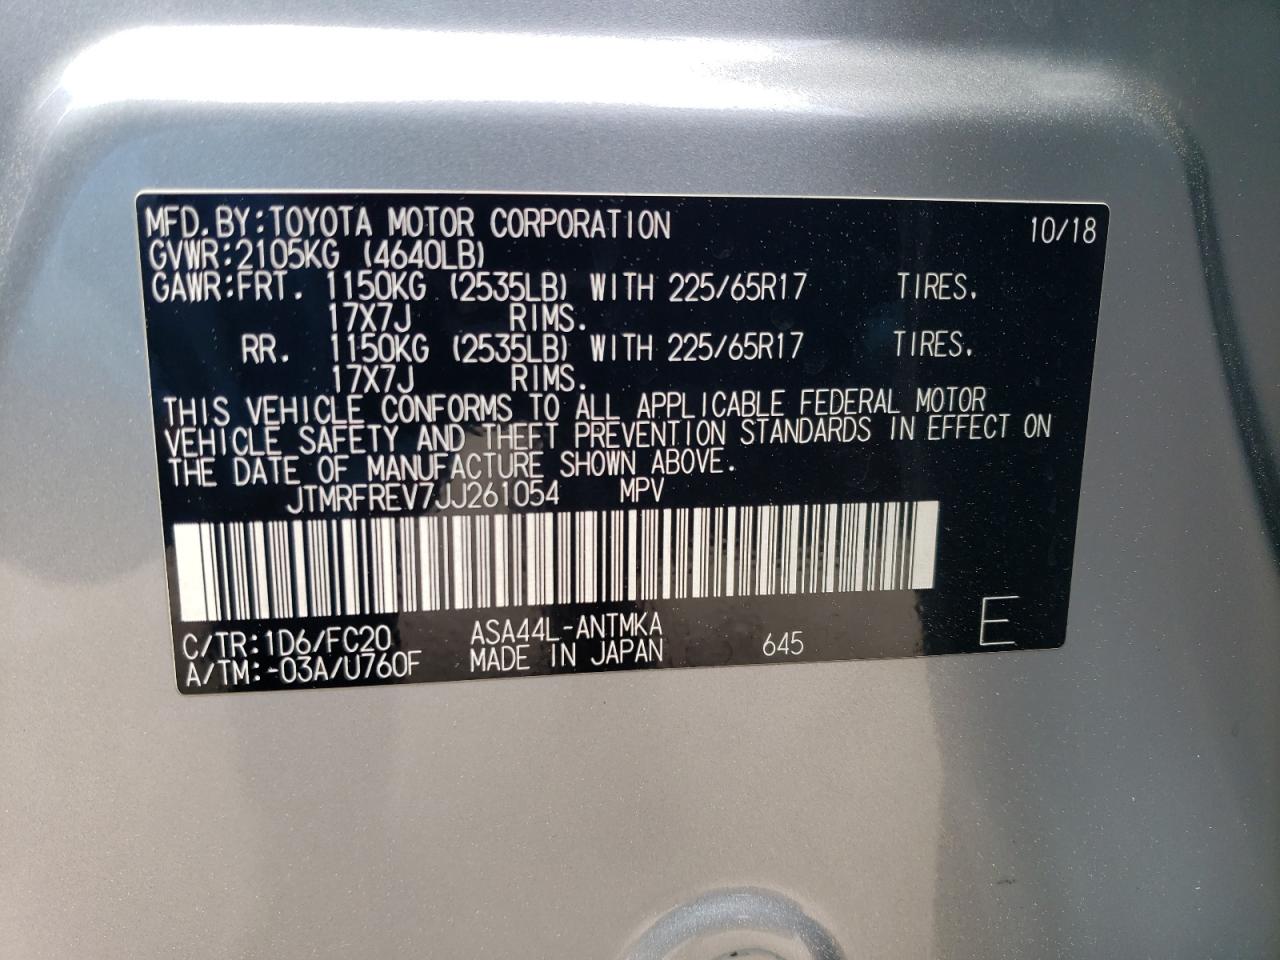 MFD.BY:TOYOTA MOTOR CORPORATION 10/18
GVWR:2105KG (4640LB)
GAWR:FRT. 1150KG (2535LB) WITH 225/65R17 TIRES.
17X7J RIMS.
RR. 1150KG (2535LB) WITH 225/65R17 TIRES.
17X7J RIMS.
THIS VEHICLE CONFORMS TO ALL APPLICABLE FEDERAL MOTOR
VEHICLE SAFETY AND THEFT PREVENTION STANDARDS IN EFFECT ON
THE DATE OF MANUFACTURE SHOWN ABOVE.
JTMRFREV7JJ261054 MPV
C/TR:1D6/FC20 ASA44L-ANTMKA
A/TM:-03A/U760F MADE IN JAPAN 645 E